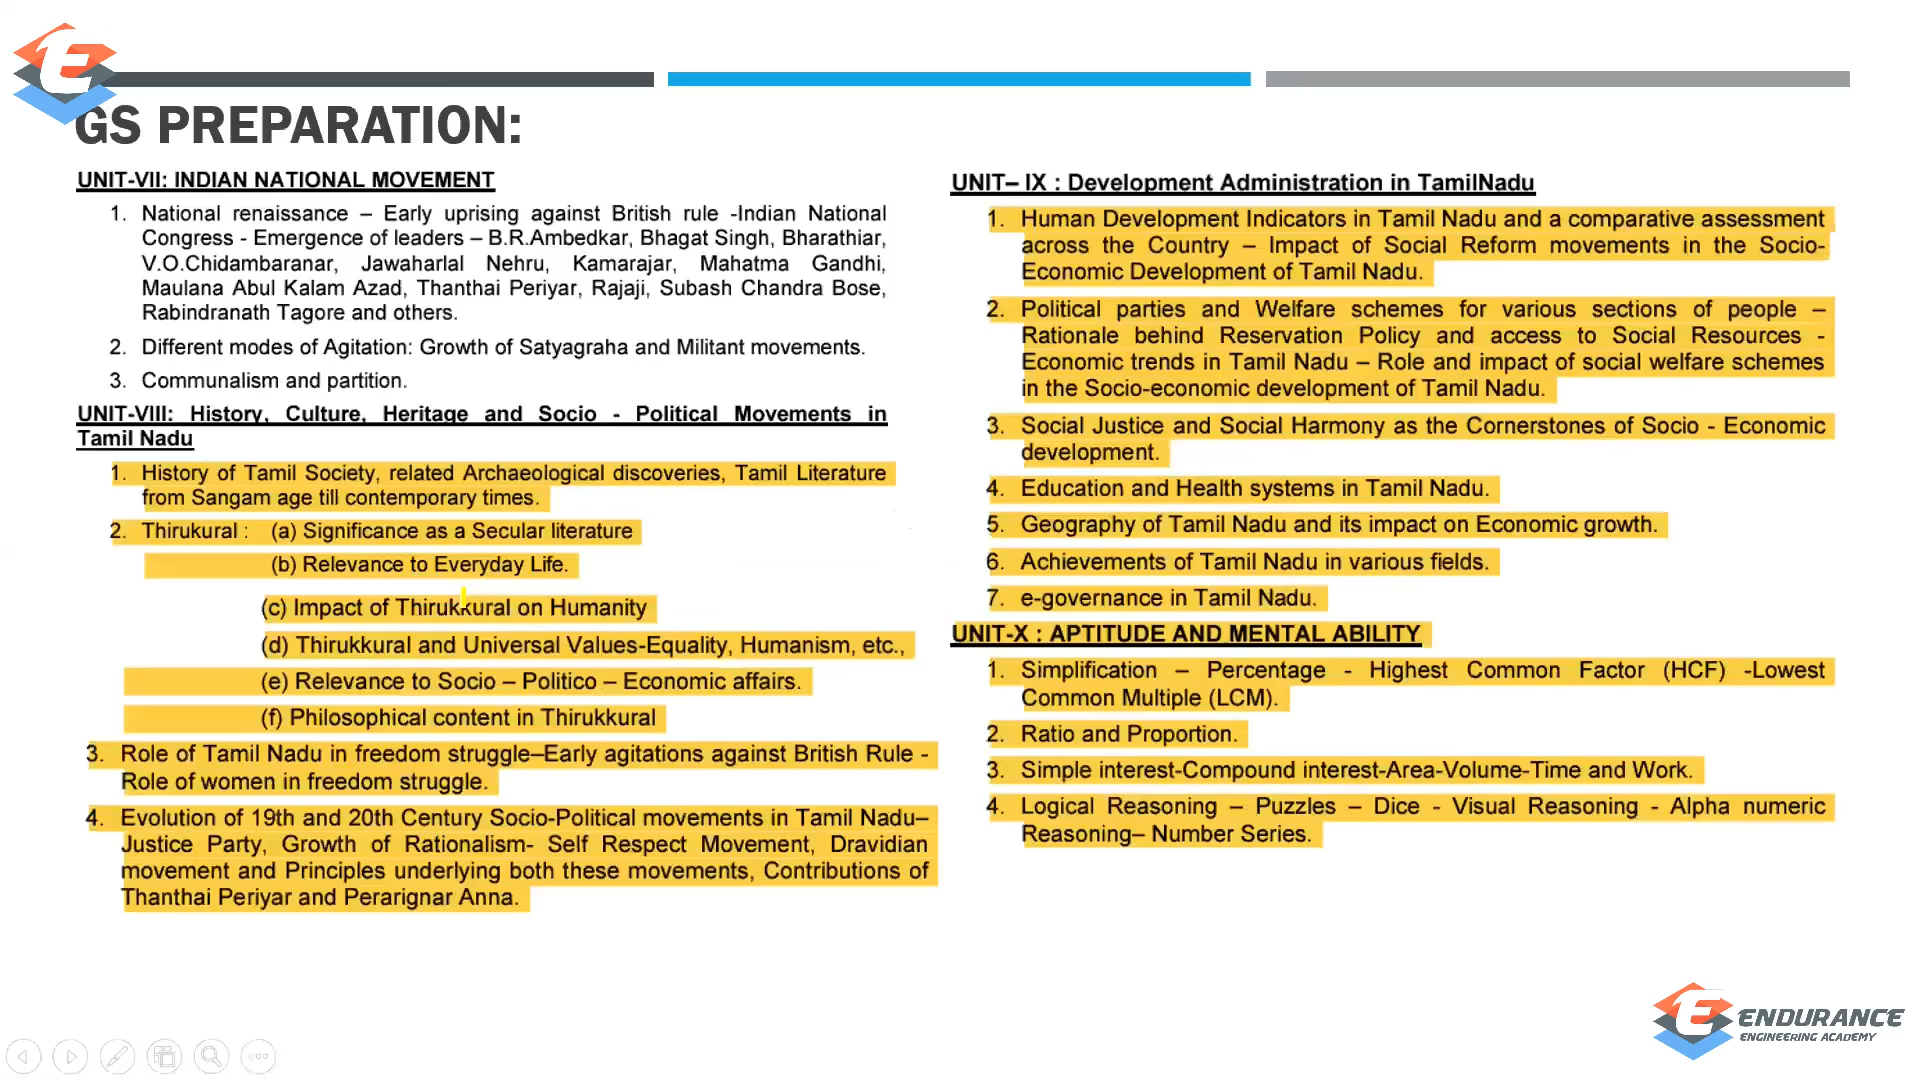 GS PREPARATION:
UNIT-VII: INDIAN NATIONAL MOVEMENT
1. National renaissance – Early uprising against British rule -Indian National
Congress - Emergence of leaders – B.R.Ambedkar, Bhagat Singh, Bharathiar,
V.O.Chidambaranar, Jawaharlal Nehru, Kamarajar, Mahatma Gandhi,
Maulana Abul Kalam Azad, Thanthai Periyar, Rajaji, Subash Chandra Bose,
Rabindranath Tagore and others.
2. Different modes of Agitation: Growth of Satyagraha and Militant movements.
3. Communalism and partition.
UNIT-VIII: History, Culture, Heritage and Socio - Political Movements in
Tamil Nadu
1. History of Tamil Society, related Archaeological discoveries, Tamil Literature
from Sangam age till contemporary times.
2. Thirukural : (a) Significance as a Secular literature
(b) Relevance to Everyday Life.
(c) Impact of Thirukkural on Humanity
(d) Thirukkural and Universal Values-Equality, Humanism, etc.,
(e) Relevance to Socio – Politico – Economic affairs.
(f) Philosophical content in Thirukkural
3. Role of Tamil Nadu in freedom struggle–Early agitations against British Rule -
Role of women in freedom struggle.
4. Evolution of 19th and 20th Century Socio-Political movements in Tamil Nadu–
Justice Party, Growth of Rationalism- Self Respect Movement, Dravidian
movement and Principles underlying both these movements, Contributions of
Thanthai Periyar and Perarignar Anna.
UNIT– IX : Development Administration in TamilNadu
1. Human Development Indicators in Tamil Nadu and a comparative assessment
across the Country – Impact of Social Reform movements in the Socio-
Economic Development of Tamil Nadu.
2. Political parties and Welfare schemes for various sections of people –
Rationale behind Reservation Policy and access to Social Resources -
Economic trends in Tamil Nadu – Role and impact of social welfare schemes
in the Socio-economic development of Tamil Nadu.
3. Social Justice and Social Harmony as the Cornerstones of Socio - Economic
development.
4. Education and Health systems in Tamil Nadu.
5. Geography of Tamil Nadu and its impact on Economic growth.
6. Achievements of Tamil Nadu in various fields.
7. e-governance in Tamil Nadu.
UNIT-X : APTITUDE AND MENTAL ABILITY
1. Simplification – Percentage - Highest Common Factor (HCF) -Lowest
Common Multiple (LCM).
2. Ratio and Proportion.
3. Simple interest-Compound interest-Area-Volume-Time and Work.
4. Logical Reasoning – Puzzles – Dice - Visual Reasoning - Alpha numeric
Reasoning– Number Series.
ENDURANCE
ENGINEERING ACADEMY